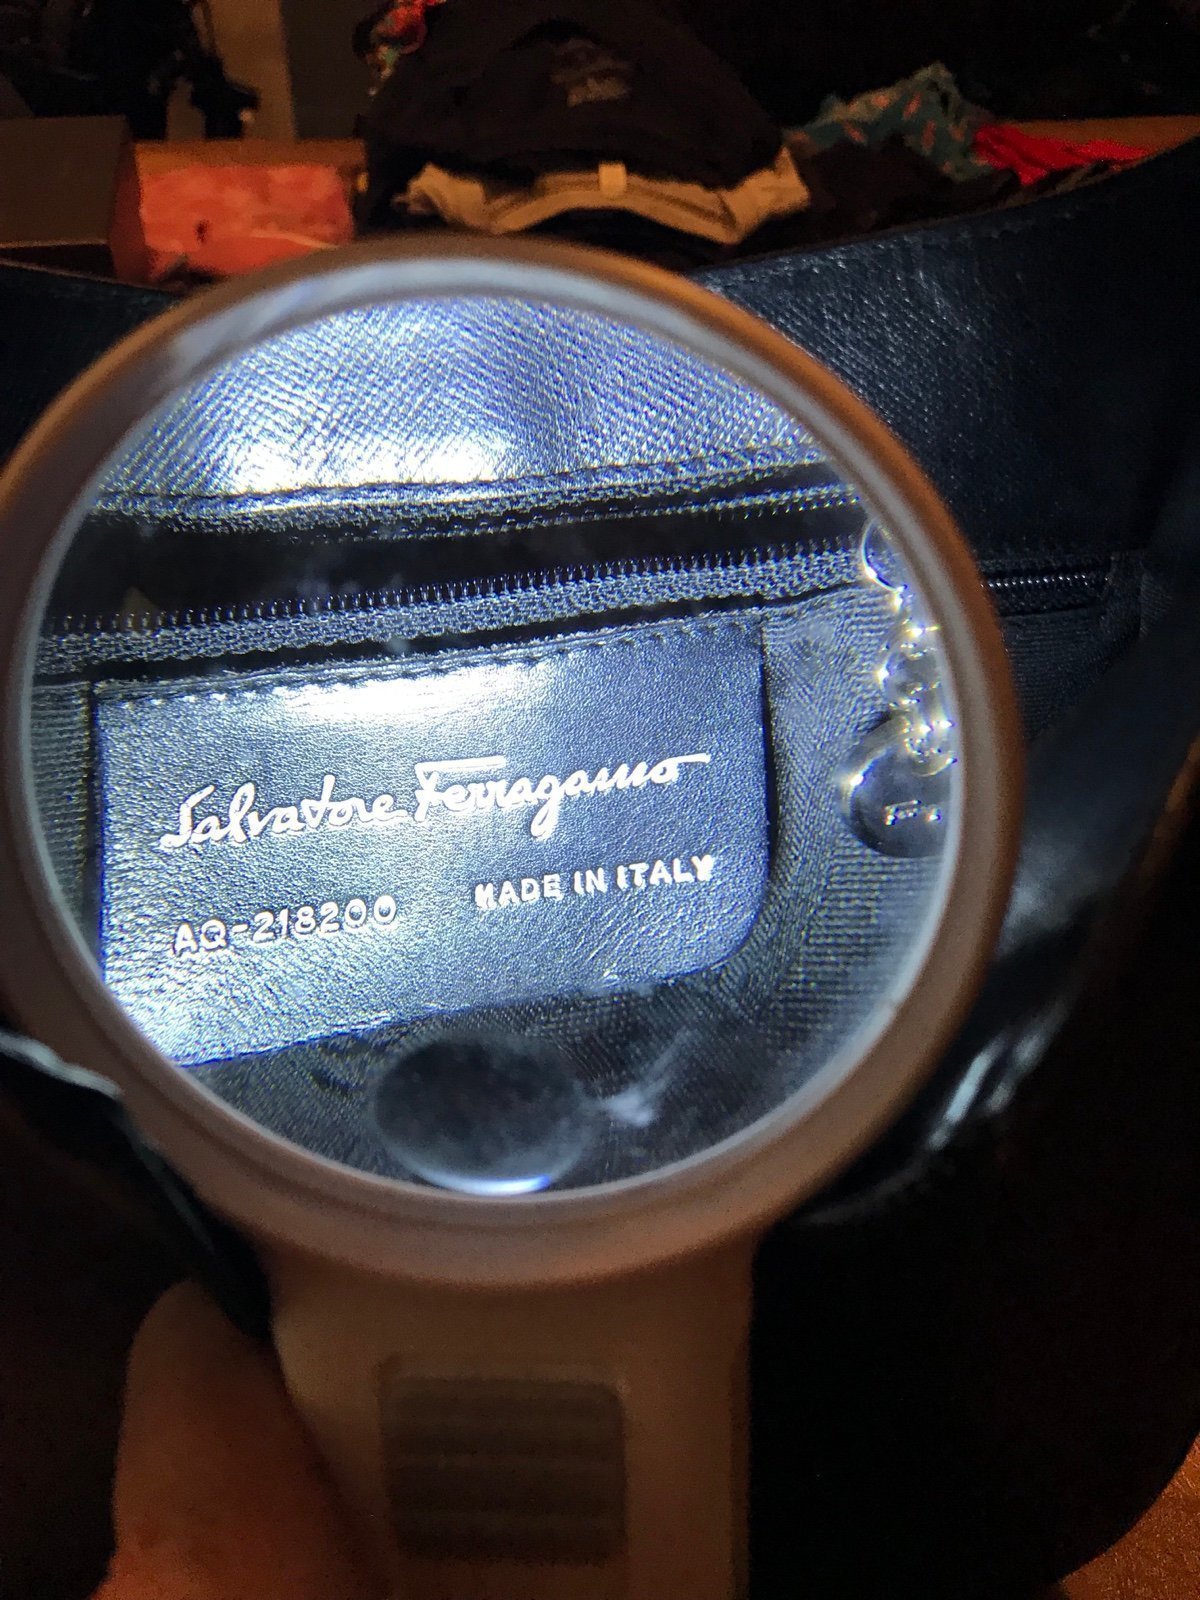 Salvatore Ferragamo
AQ-218200 MADE IN ITALY